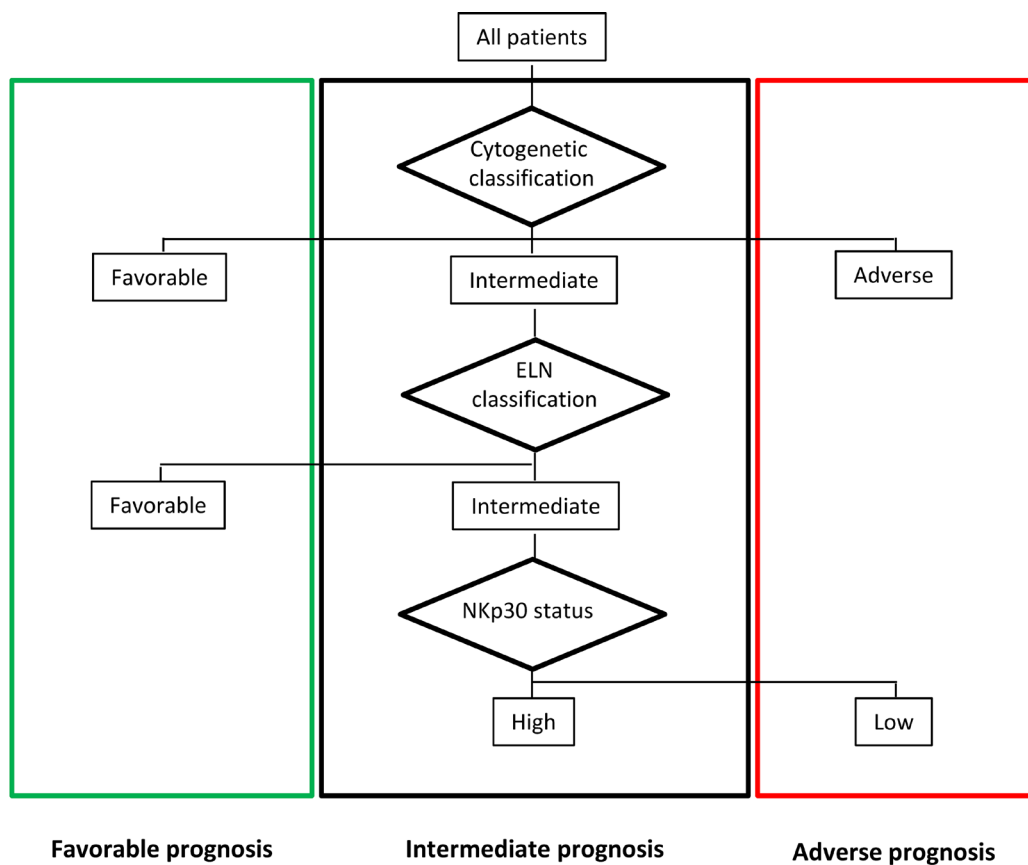 All patients
Cytogenetic
classification
Favorable
Intermediate
Adverse
ELN
classification
Favorable
Intermediate
NKp30 status
High
Low
Favorable prognosis
Intermediate prognosis
Adverse prognosis